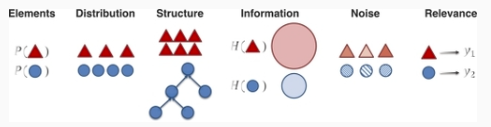 Elements Distribution Structure Information Noise Relevance
P(▲) H(▲) y₁
P(●) H(●) y₂